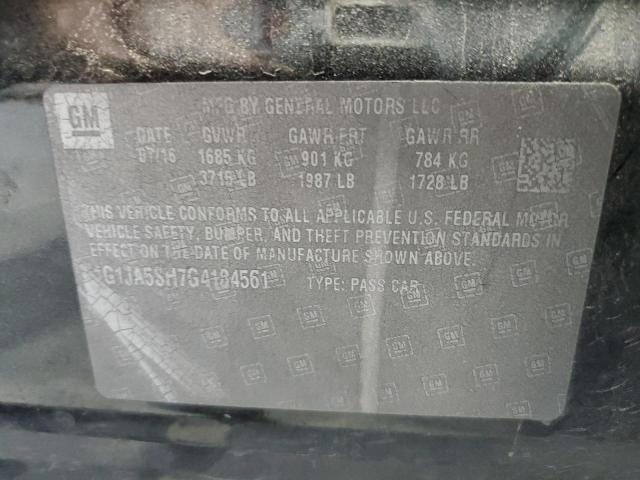 GM
MFG BY GENERAL MOTORS LLC
DATE GVWR GAWR FRT GAWR RR
07/16 1685 KG 901 KG 784 KG
3715 LB 1987 LB 1728 LB
THIS VEHICLE CONFORMS TO ALL APPLICABLE U.S. FEDERAL MOTOR
VEHICLE SAFETY, BUMPER, AND THEFT PREVENTION STANDARDS IN
EFFECT ON THE DATE OF MANUFACTURE SHOWN ABOVE.
G1JA5SH7G4184561 TYPE: PASS CAR